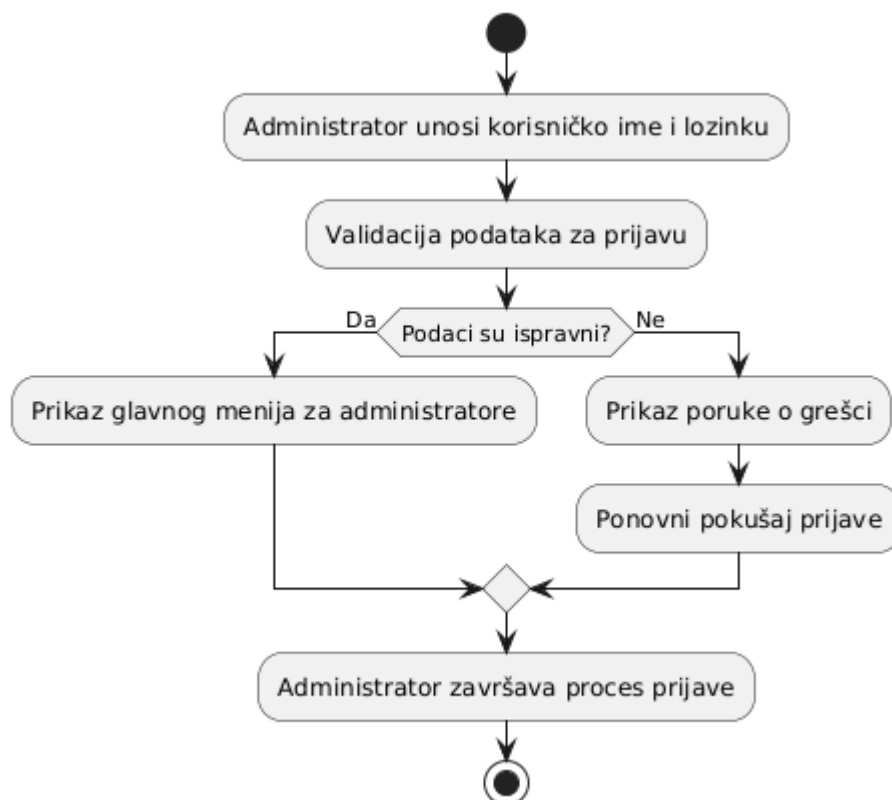 Administrator unosi korisničko ime i lozinku
Validacija podataka za prijavu
Da
Podaci su ispravni?
Ne
Prikaz glavnog menija za administratore
Prikaz poruke o grešci
Ponovni pokušaj prijave
Administrator završava proces prijave